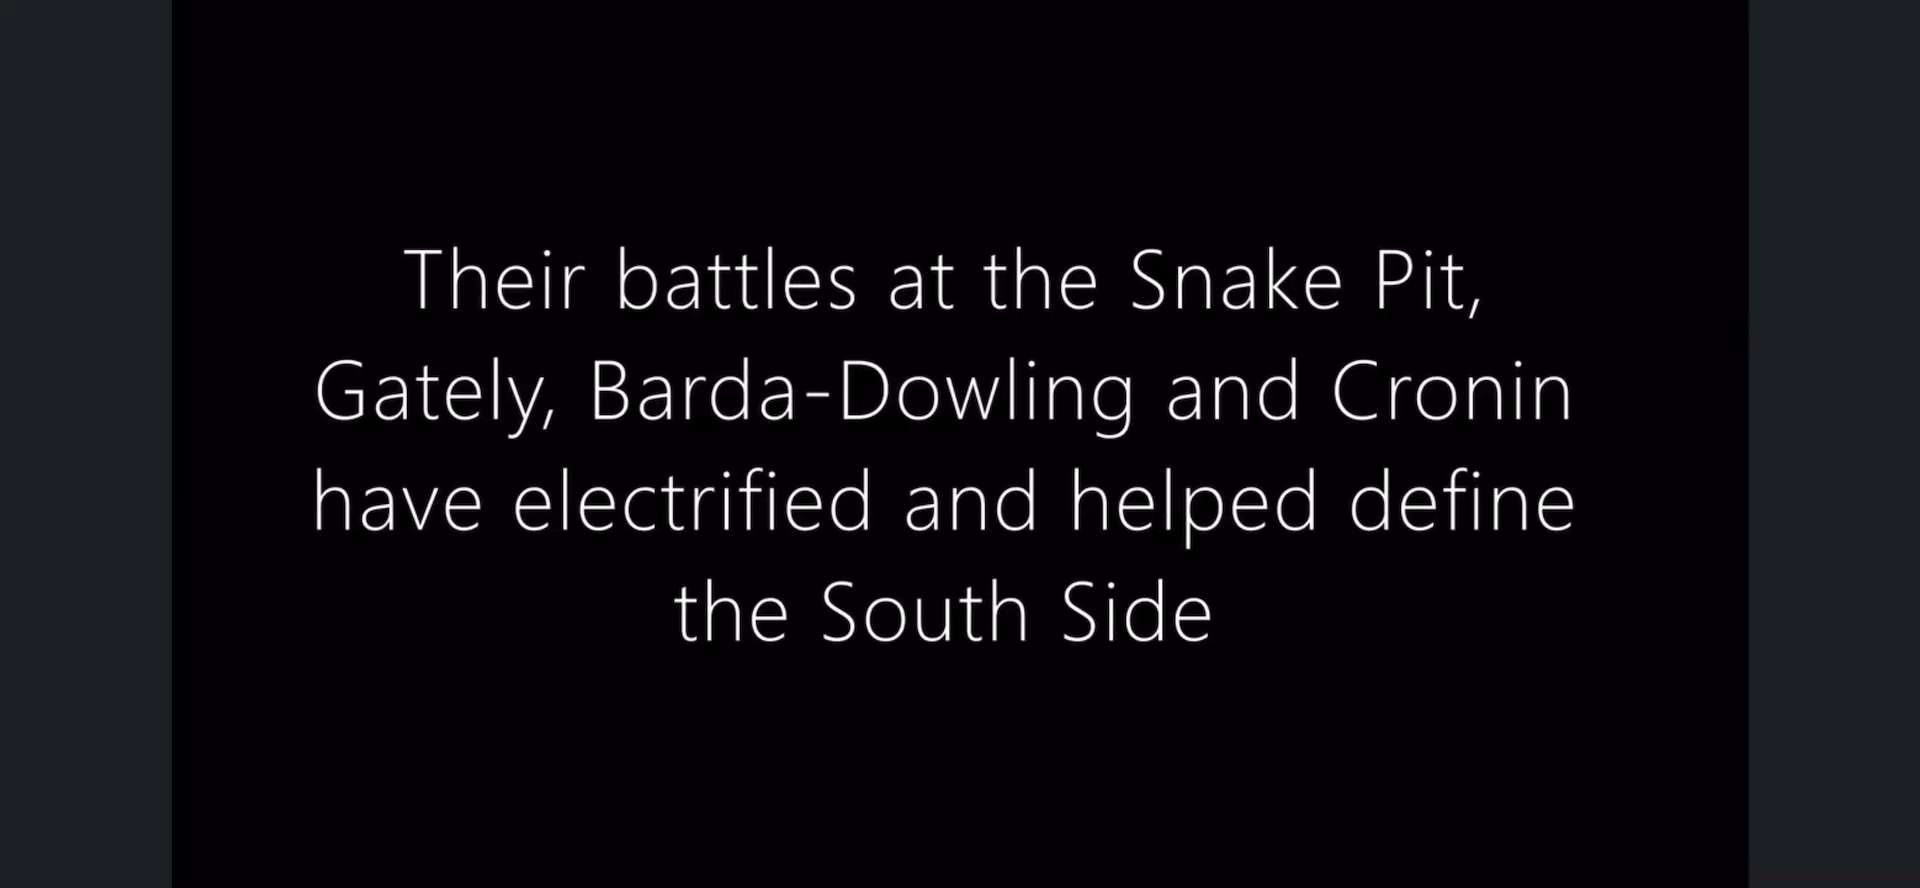 Their battles at the Snake Pit,
Gately, Barda-Dowling and Cronin
have electrified and helped define
the South Side